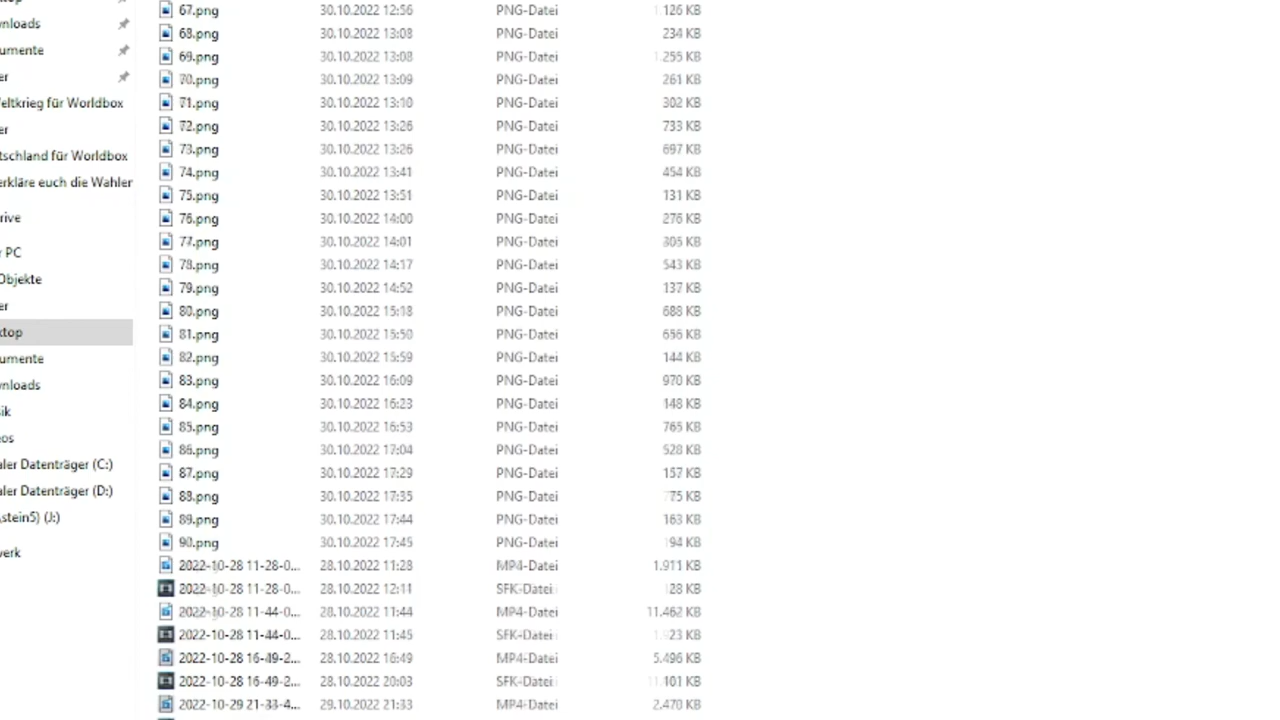 wnloads
umente
er
eltkrieg für Worldbox
er
tschland für Worldbox
erkläre euch die Wahler
rive
PC
Objekte
er
ktop
umente
wnloads
ik
os
aler Datenträger (C:)
aler Datenträger (D:)
stein5) (J:)
werk
67.png 30.10.2022 12:56 PNG-Datei 126 KB
68.png 30.10.2022 13:08 PNG-Datei 234 KB
69.png 30.10.2022 13:08 PNG-Datei 1.255 KB
70.png 30.10.2022 13:09 PNG-Datei 261 KB
71.png 30.10.2022 13:10 PNG-Datei 302 KB
72.png 30.10.2022 13:26 PNG-Datei 733 KB
73.png 30.10.2022 13:26 PNG-Datei 697 KB
74.png 30.10.2022 13:41 PNG-Datei 454 KB
75.png 30.10.2022 13:51 PNG-Datei 131 KB
76.png 30.10.2022 14:00 PNG-Datei 276 KB
77.png 30.10.2022 14:01 PNG-Datei 305 KB
78.png 30.10.2022 14:17 PNG-Datei 543 KB
79.png 30.10.2022 14:52 PNG-Datei 137 KB
80.png 30.10.2022 15:18 PNG-Datei 688 KB
81.png 30.10.2022 15:50 PNG-Datei 656 KB
82.png 30.10.2022 15:59 PNG-Datei 144 KB
83.png 30.10.2022 16:09 PNG-Datei 970 KB
84.png 30.10.2022 16:23 PNG-Datei 148 KB
85.png 30.10.2022 16:53 PNG-Datei 765 KB
86.png 30.10.2022 17:04 PNG-Datei 528 KB
87.png 30.10.2022 17:29 PNG-Datei 157 KB
88.png 30.10.2022 17:35 PNG-Datei 75 KB
89.png 30.10.2022 17:44 PNG-Datei 163 KB
90.png 30.10.2022 17:45 PNG-Datei 94 KB
2022-10-28 11-28-0... 28.10.2022 11:28 MP4-Datei 1.911 KB
2022-10-28 11-28-0... 28.10.2022 12:11 SFK-Datei 28 KB
2022-10-28 11-44-0... 28.10.2022 11:44 MP4-Datei 11.462 KB
2022-10-28 11-44-0... 28.10.2022 11:45 SFK-Datei 23 KB
2022-10-28 16-49-2... 28.10.2022 16:49 MP4-Datei 5.496 KB
2022-10-28 16-49-2... 28.10.2022 20:03 SFK-Datei 101 KB
2022-10-29 21-33-4... 29.10.2022 21:33 MP4-Datei 2.470 KB